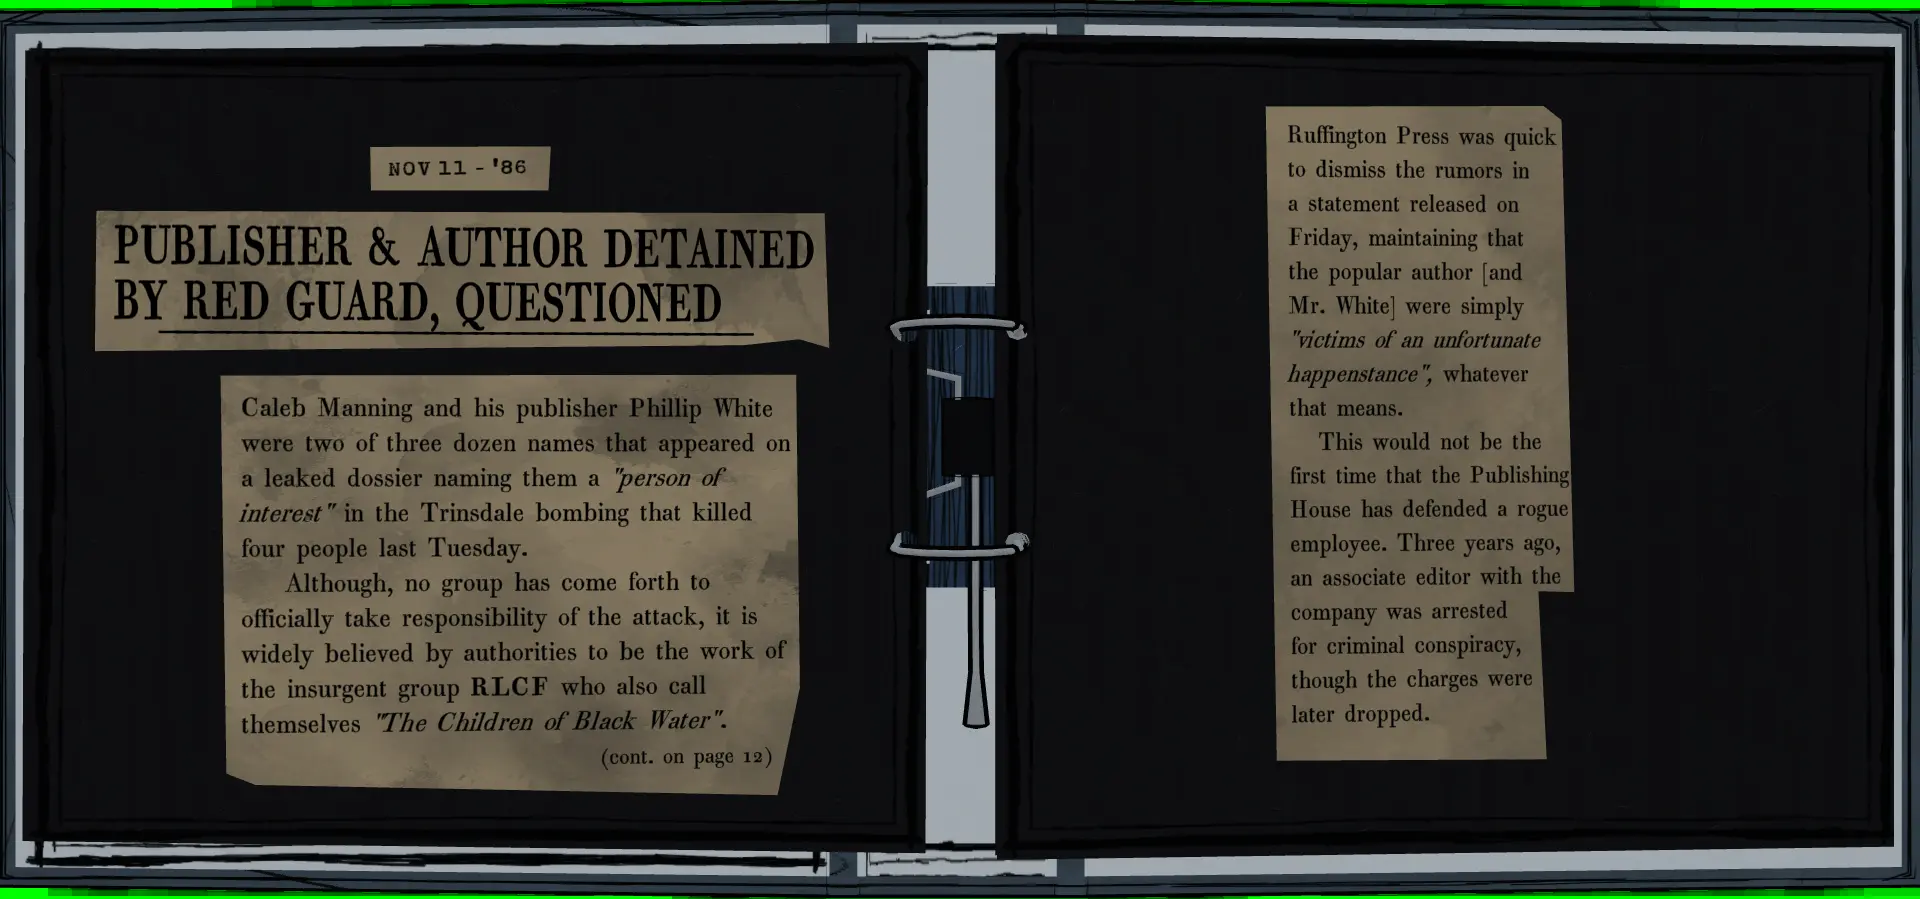 NOV 11 - '86
PUBLISHER & AUTHOR DETAINED
BY RED GUARD, QUESTIONED
Caleb Manning and his publisher Phillip White
were two of three dozen names that appeared on
a leaked dossier naming them a "person of
interest" in the Trinsdale bombing that killed
four people last Tuesday.
Although, no group has come forth to
officially take responsibility of the attack, it is
widely believed by authorities to be the work of
the insurgent group RLCF who also call
themselves "The Children of Black Water".
(cont. on page 12)
Ruffington Press was quick
to dismiss the rumors in
a statement released on
Friday, maintaining that
the popular author [and
Mr. White] were simply
"victims of an unfortunate
happenstance", whatever
that means.
This would not be the
first time that the Publishing
House has defended a rogue
employee. Three years ago,
an associate editor with the
company was arrested
for criminal conspiracy,
though the charges were
later dropped.